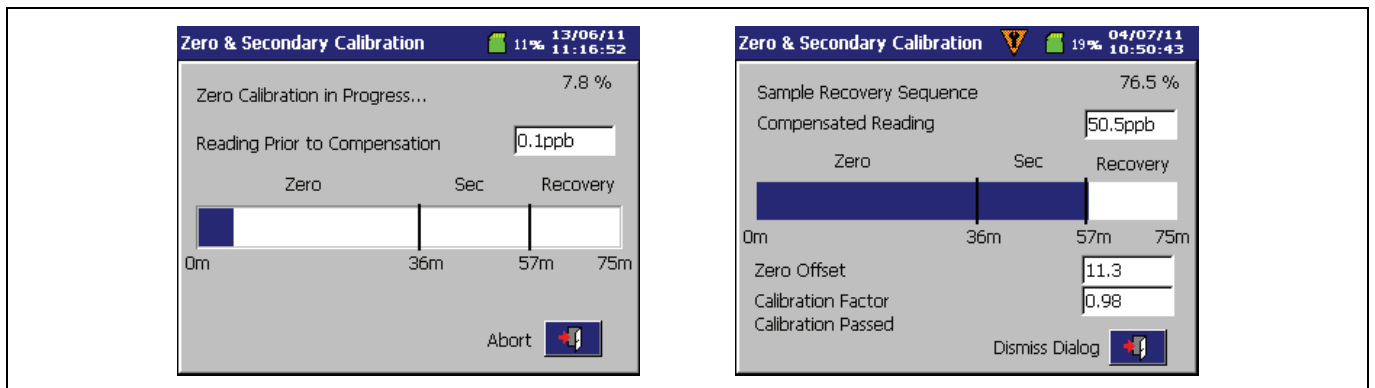 Zero & Secondary Calibration 11% 13/06/11 11:16:52
7.8 %
Zero Calibration in Progress...
Reading Prior to Compensation 0.1ppb
Zero Sec Recovery
0m 36m 57m 75m
Abort
Zero & Secondary Calibration 19% 04/07/11 10:50:43
76.5 %
Sample Recovery Sequence
Compensated Reading 50.5ppb
Zero Sec Recovery
0m 36m 57m 75m
Zero Offset 11.3
Calibration Factor 0.98
Calibration Passed
Dismiss Dialog